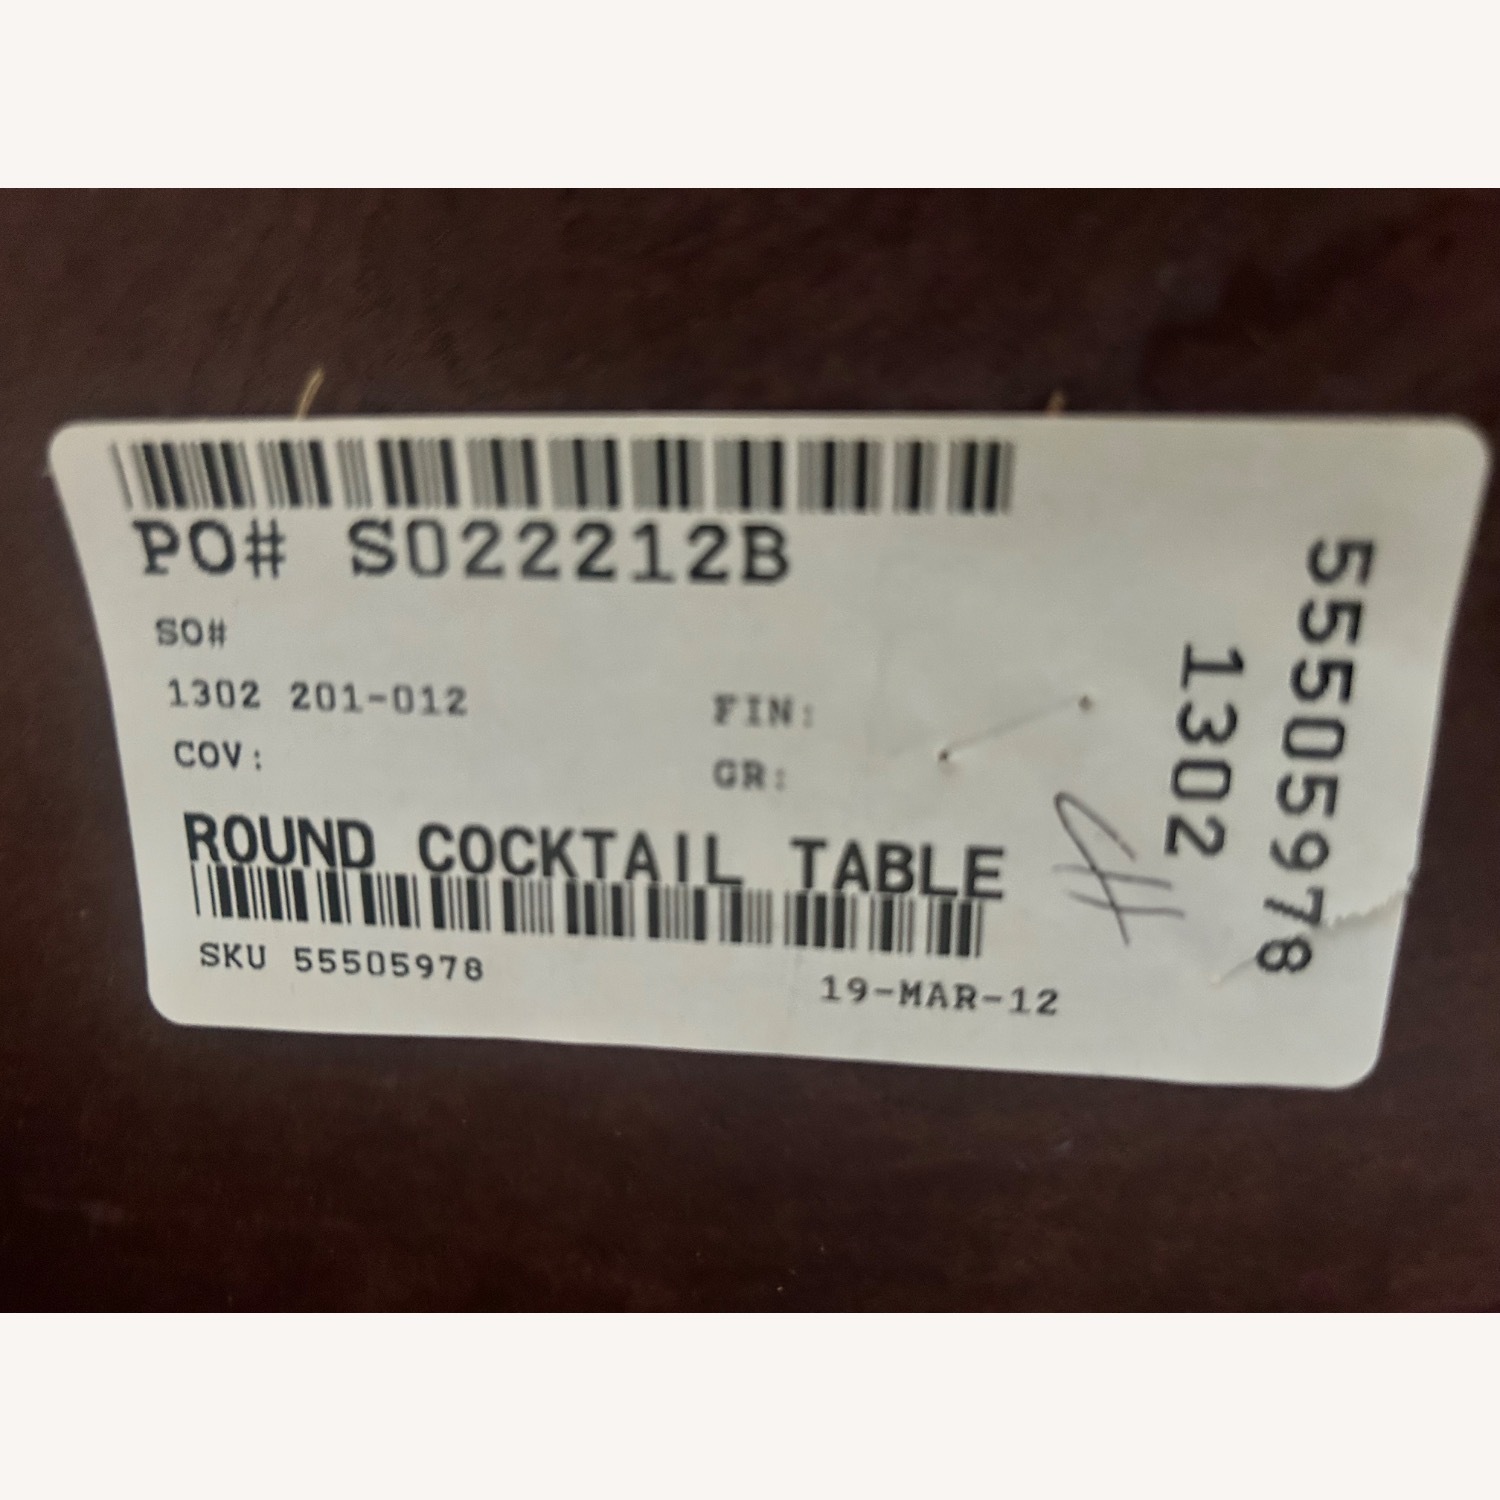 PO# S022212B
SO#
1302 201-012
FIN:
COV:
GR:
ROUND COCKTAIL TABLE
SKU 55505978
19-MAR-12
55505978
1302